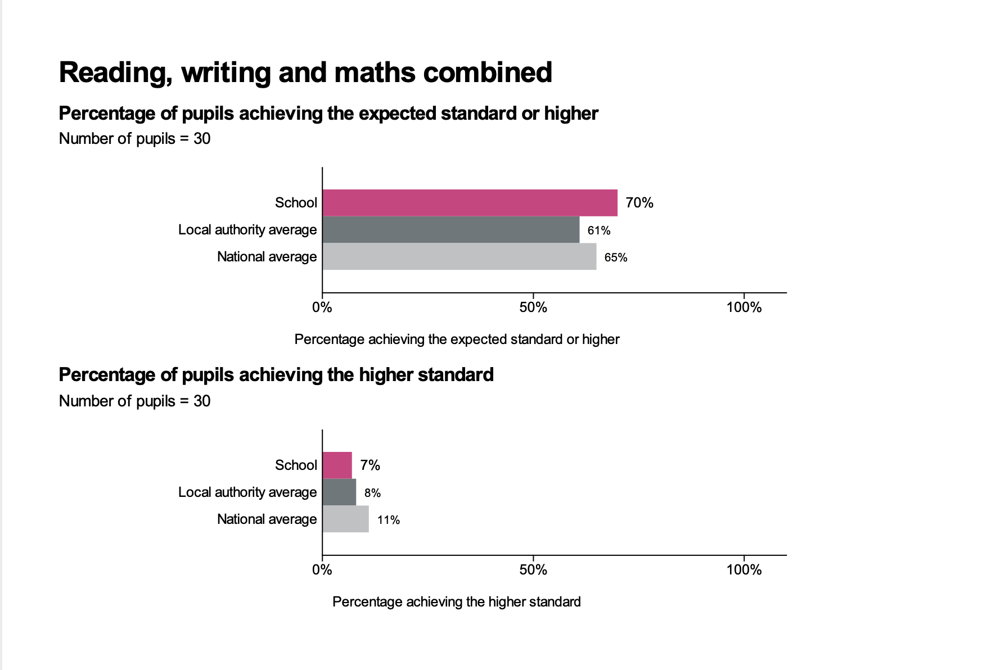 Reading, writing and maths combined
Percentage of pupils achieving the expected standard or higher
Number of pupils = 30
School 70%
Local authority average 61%
National average 65%
0% 50% 100%
Percentage achieving the expected standard or higher
Percentage of pupils achieving the higher standard
Number of pupils = 30
School 7%
Local authority average 8%
National average 11%
0% 50% 100%
Percentage achieving the higher standard